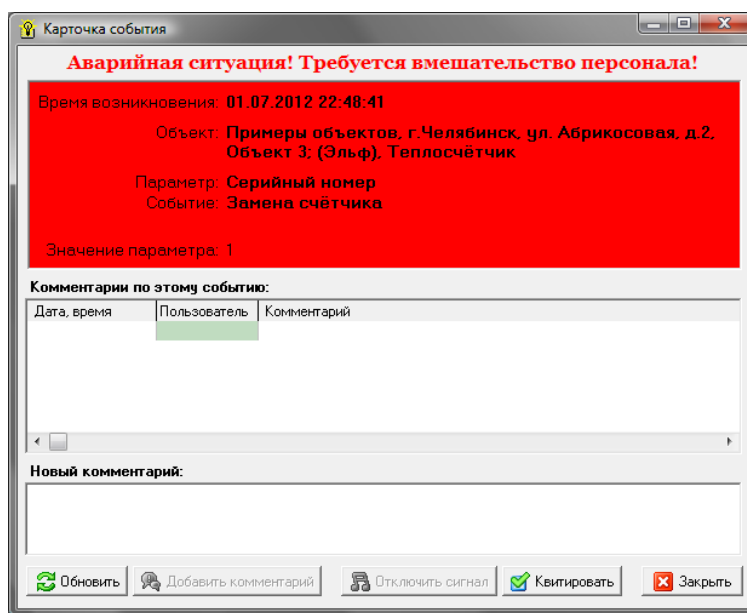 Карточка события
Аварийная ситуация! Требуется вмешательство персонала!
Время возникновения: 01.07.2012 22:48:41
Объект: Примеры объектов, г.Челябинск, ул. Абрикосовая, д.2,
Объект 3; (Эльф), Теплосчётчик
Параметр: Серийный номер
Событие: Замена счётчика
Значение параметра: 1
Комментарии по этому событию:
Дата, время Пользователь Комментарий
Новый комментарий:
Обновить Добавить комментарий Отключить сигнал Квитировать Закрыть